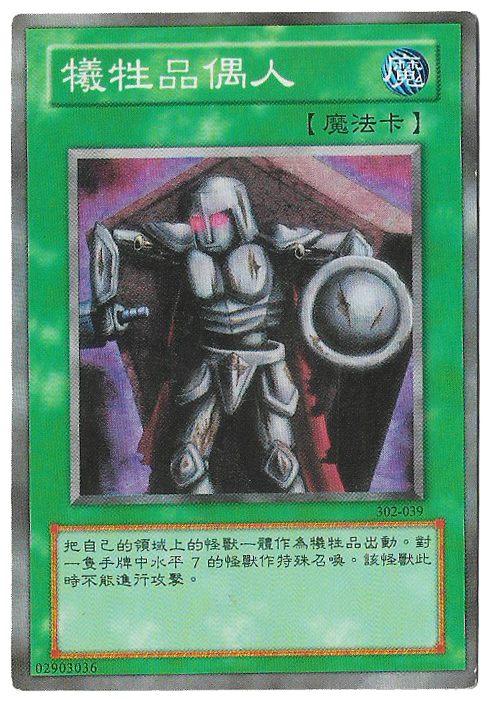 犧牲品偶人
魔
【魔法卡】
302-039
把自己的領域上的怪獸一體作為犧牲品出動。對
一隻手牌中水平 7 的怪獸作特殊召喚。該怪獸此
時不能進行攻擊。
02903036